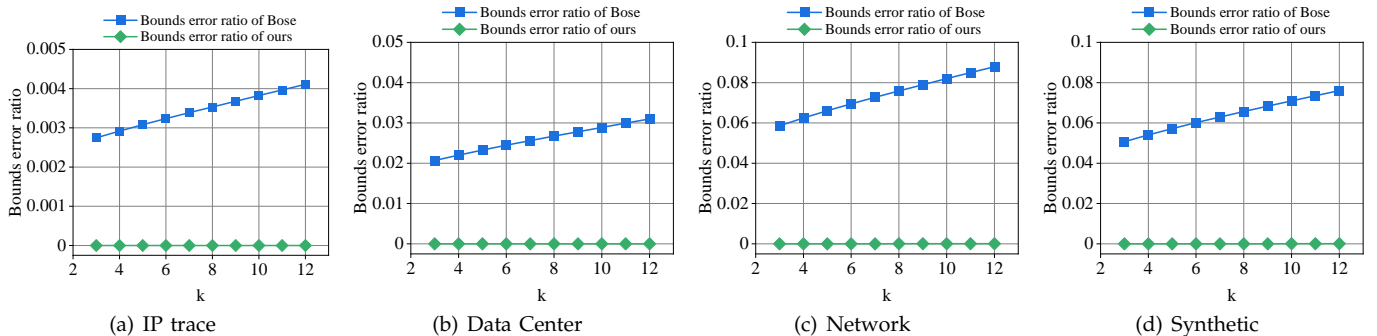 Bounds error ratio of Bose
Bounds error ratio of ours
0.005
0.004
0.003
0.002
0.001
0
Bounds error ratio
2 4 6 8 10 12
k
(a) IP trace
Bounds error ratio of Bose
Bounds error ratio of ours
0.05
0.04
0.03
0.02
0.01
0
Bounds error ratio
2 4 6 8 10 12
k
(b) Data Center
Bounds error ratio of Bose
Bounds error ratio of ours
0.1
0.08
0.06
0.04
0.02
0
Bounds error ratio
2 4 6 8 10 12
k
(c) Network
Bounds error ratio of Bose
Bounds error ratio of ours
0.1
0.08
0.06
0.04
0.02
0
Bounds error ratio
2 4 6 8 10 12
k
(d) Synthetic